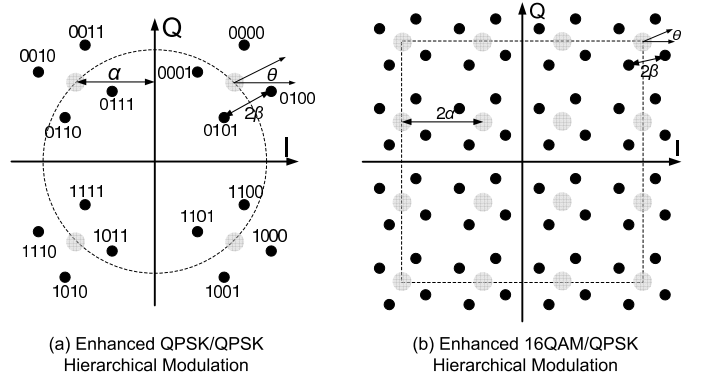 Q
0011
0000
0010
α
0001
θ
0111
0100
2β
0110
0101
I
1111
1100
1101
1110
1011
1000
1010
1001
(a) Enhanced QPSK/QPSK
Hierarchical Modulation
Q
θ
2β
2α
I
(b) Enhanced 16QAM/QPSK
Hierarchical Modulation